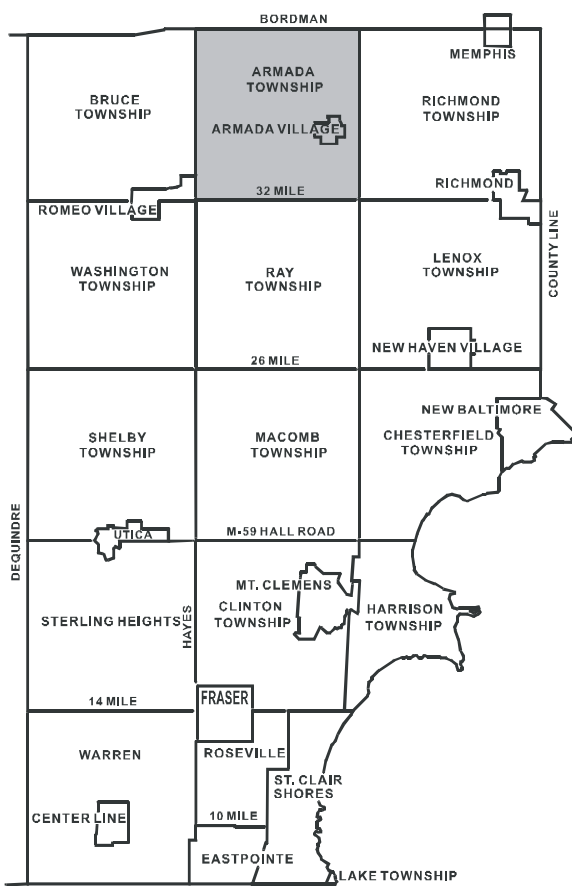 BORDMAN
MEMPHIS
ARMADA
TOWNSHIP
BRUCE
TOWNSHIP
RICHMOND
TOWNSHIP
ARMADA VILLAGE
RICHMOND
32 MILE
ROMEO VILLAGE
COUNTY LINE
WASHINGTON
TOWNSHIP
RAY
TOWNSHIP
LENOX
TOWNSHIP
NEW HAVEN VILLAGE
26 MILE
NEW BALTIMORE
SHELBY
TOWNSHIP
MACOMB
TOWNSHIP
CHESTERFIELD
TOWNSHIP
DEQUINDRE
UTICA
M-59 HALL ROAD
MT. CLEMENS
CLINTON
TOWNSHIP
HARRISON
TOWNSHIP
STERLING HEIGHTS
HAYES
14 MILE
FRASER
WARREN
ROSEVILLE
ST. CLAIR
SHORES
CENTER LINE
10 MILE
EASTPOINTE
LAKE TOWNSHIP